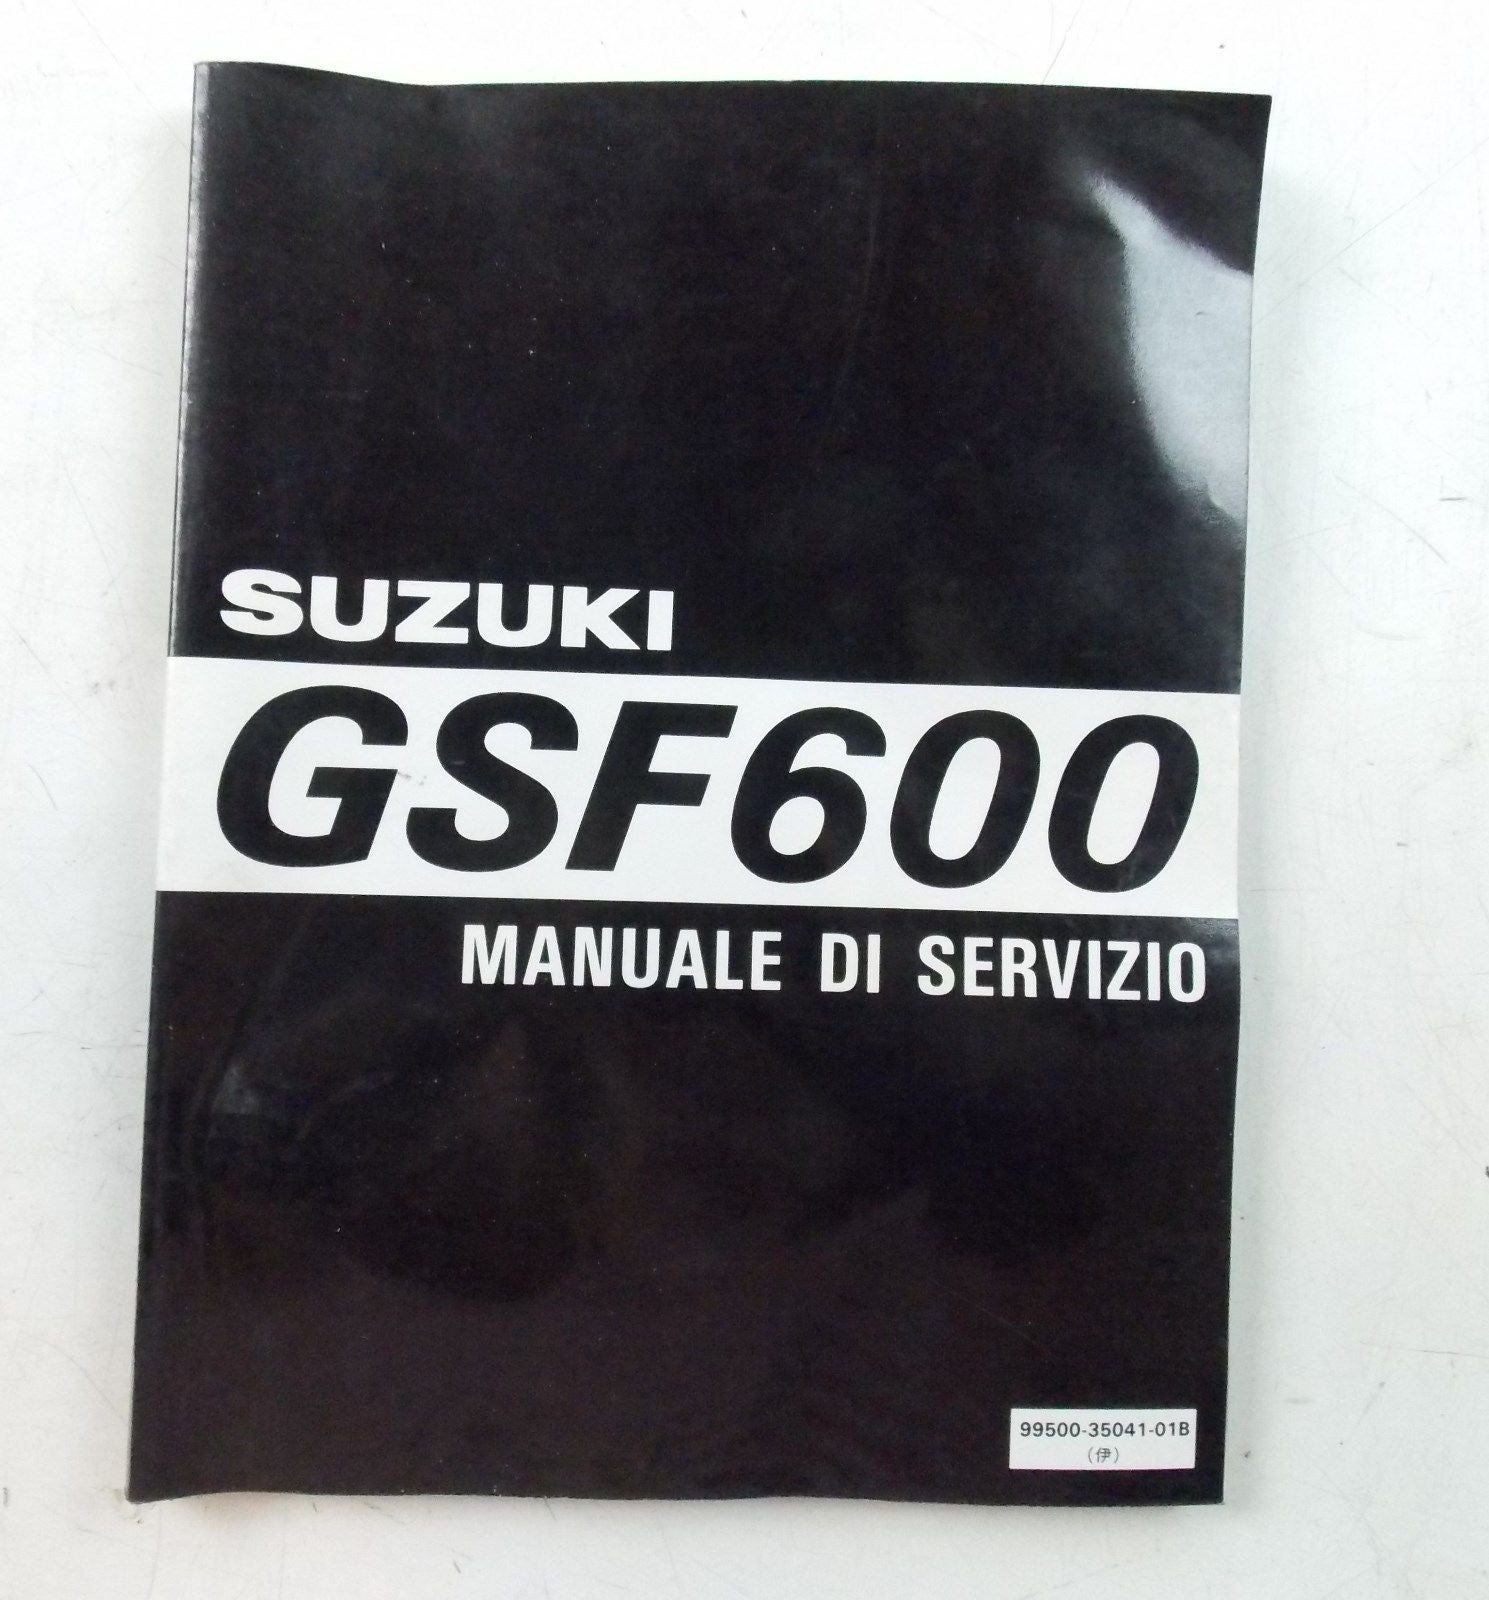 SUZUKI
GSF600
MANUALE DI SERVIZIO
99500-35041-01B
(伊)